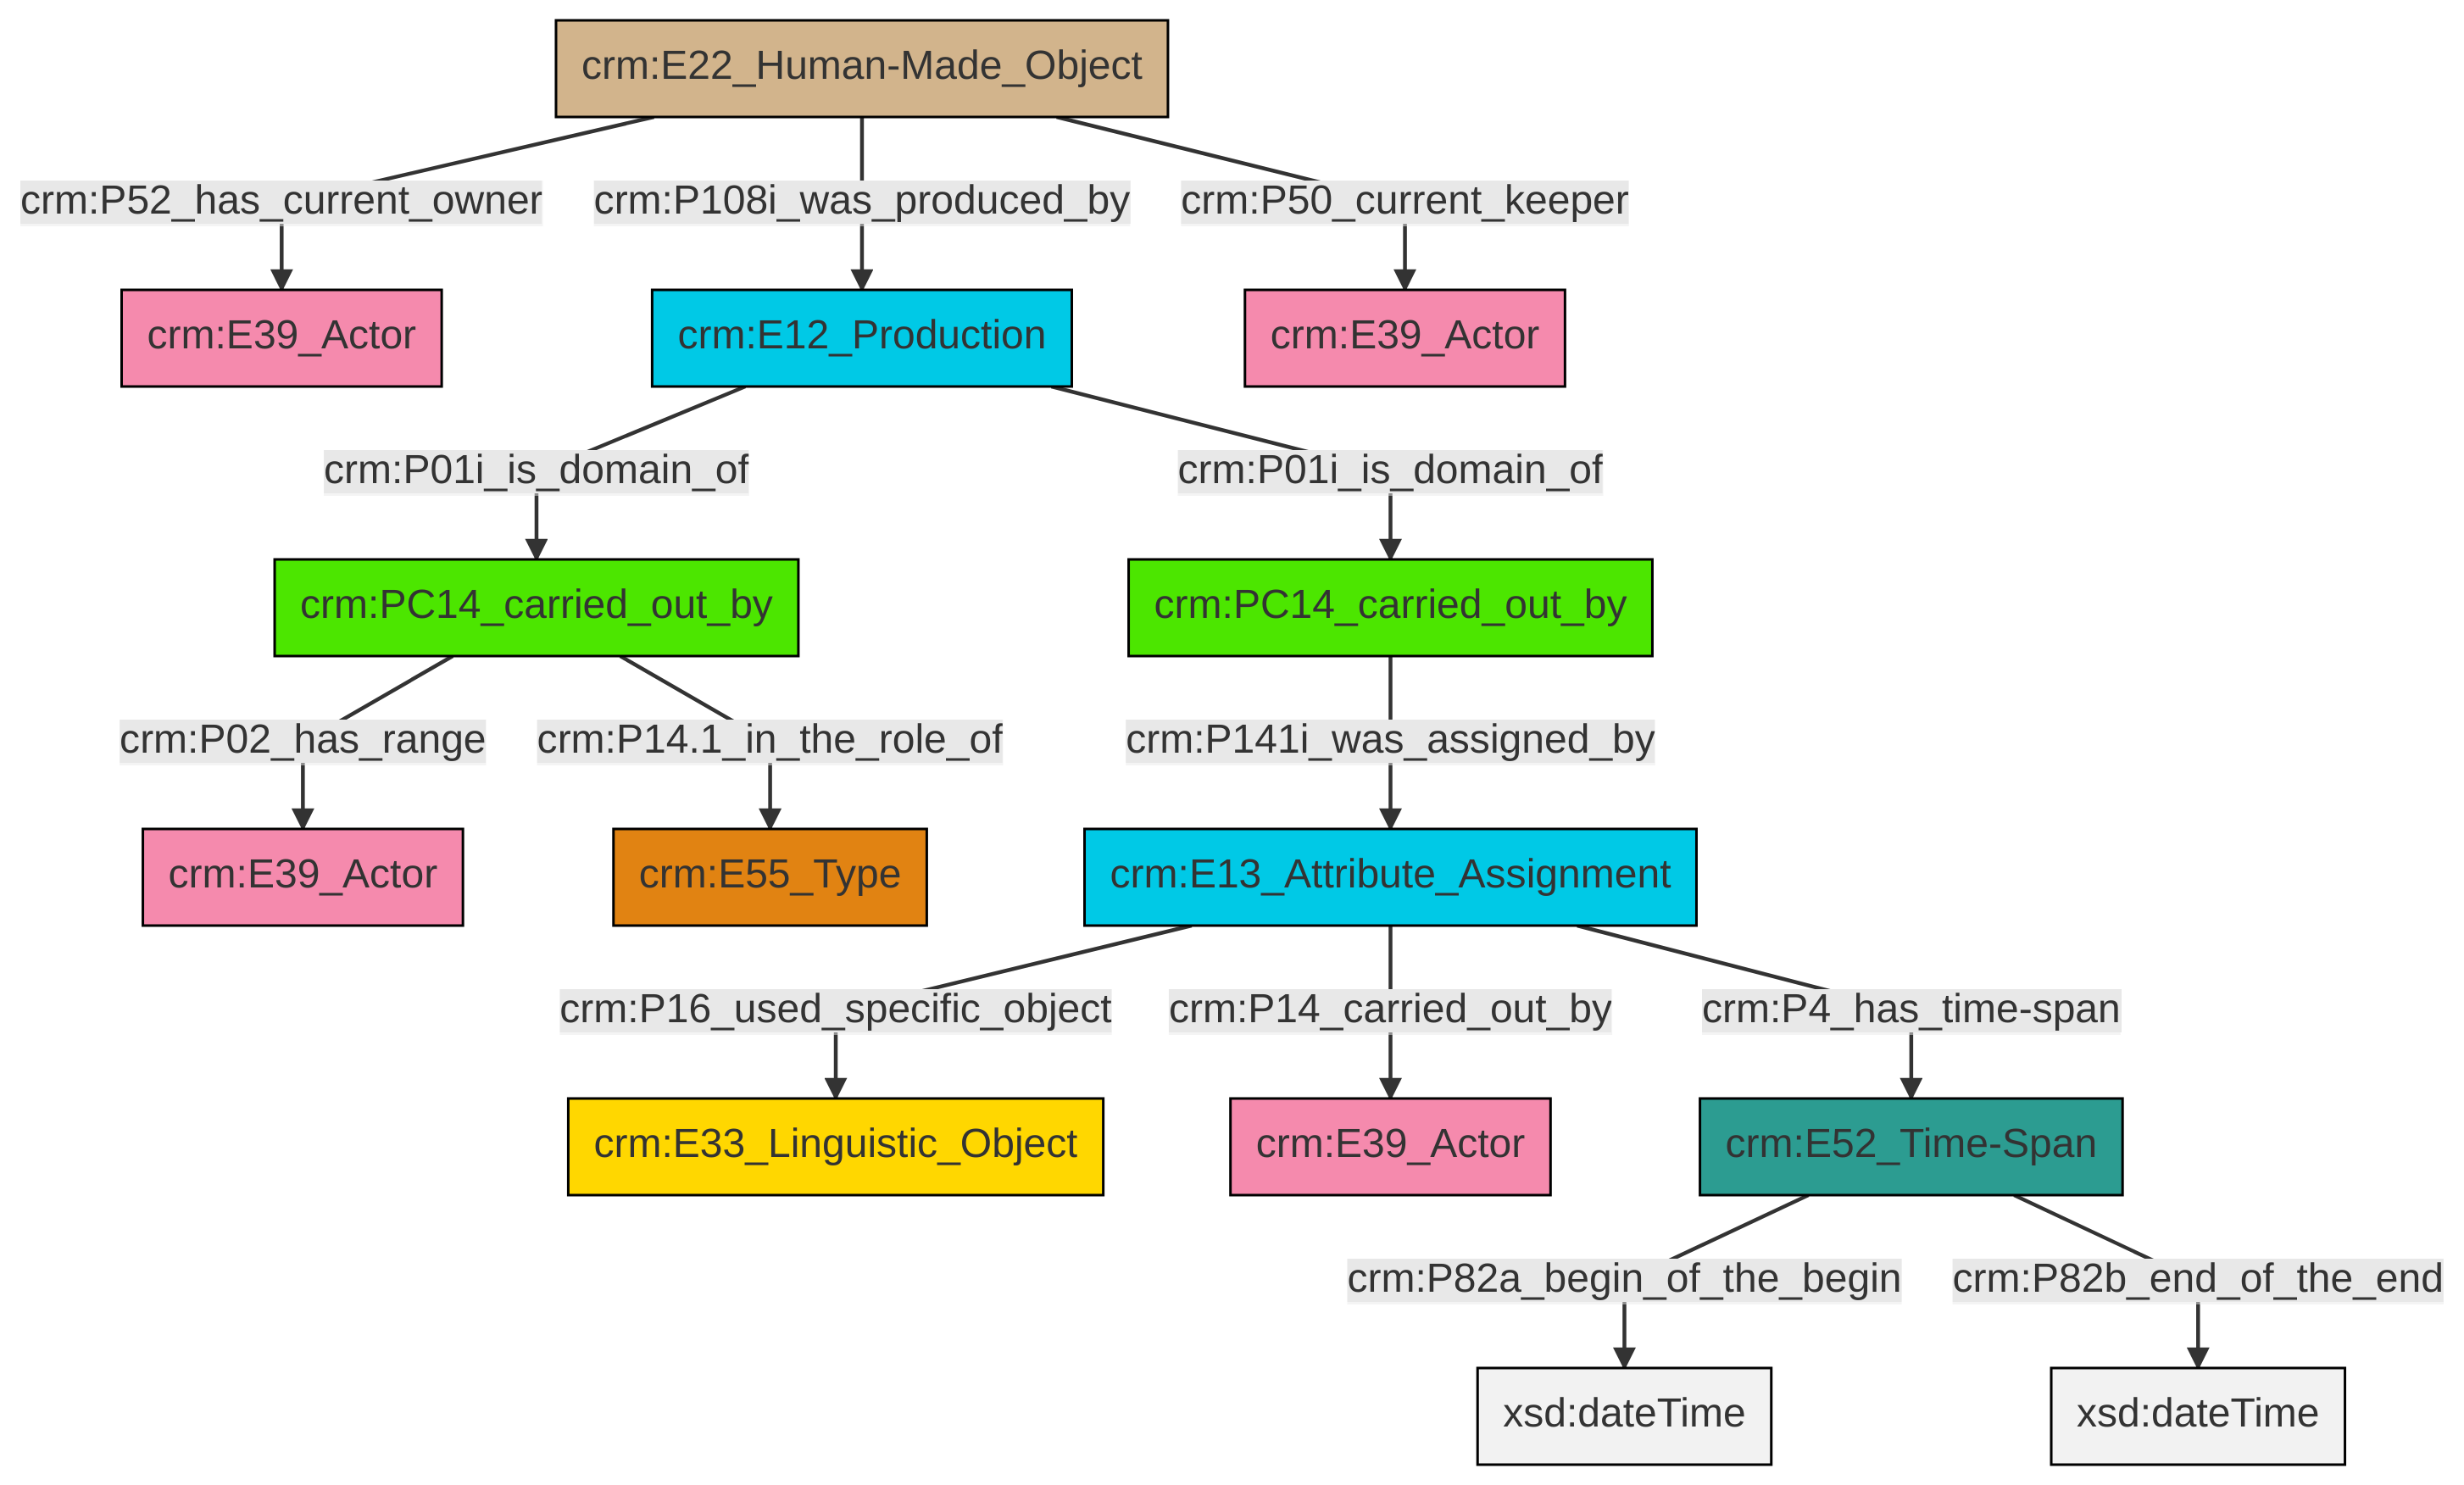 crm:E22_Human-Made_Object
crm:P52_has_current_owner
crm:P108i_was_produced_by
crm:P50_current_keeper
crm:E39_Actor
crm:E12_Production
crm:E39_Actor
crm:P01i_is_domain_of
crm:P01i_is_domain_of
crm:PC14_carried_out_by
crm:PC14_carried_out_by
crm:P02_has_range
crm:P14.1_in_the_role_of
crm:P141i_was_assigned_by
crm:E39_Actor
crm:E55_Type
crm:E13_Attribute_Assignment
crm:P16_used_specific_object
crm:P14_carried_out_by
crm:P4_has_time-span
crm:E33_Linguistic_Object
crm:E39_Actor
crm:E52_Time-Span
crm:P82a_begin_of_the_begin
crm:P82b_end_of_the_end
xsd:dateTime
xsd:dateTime